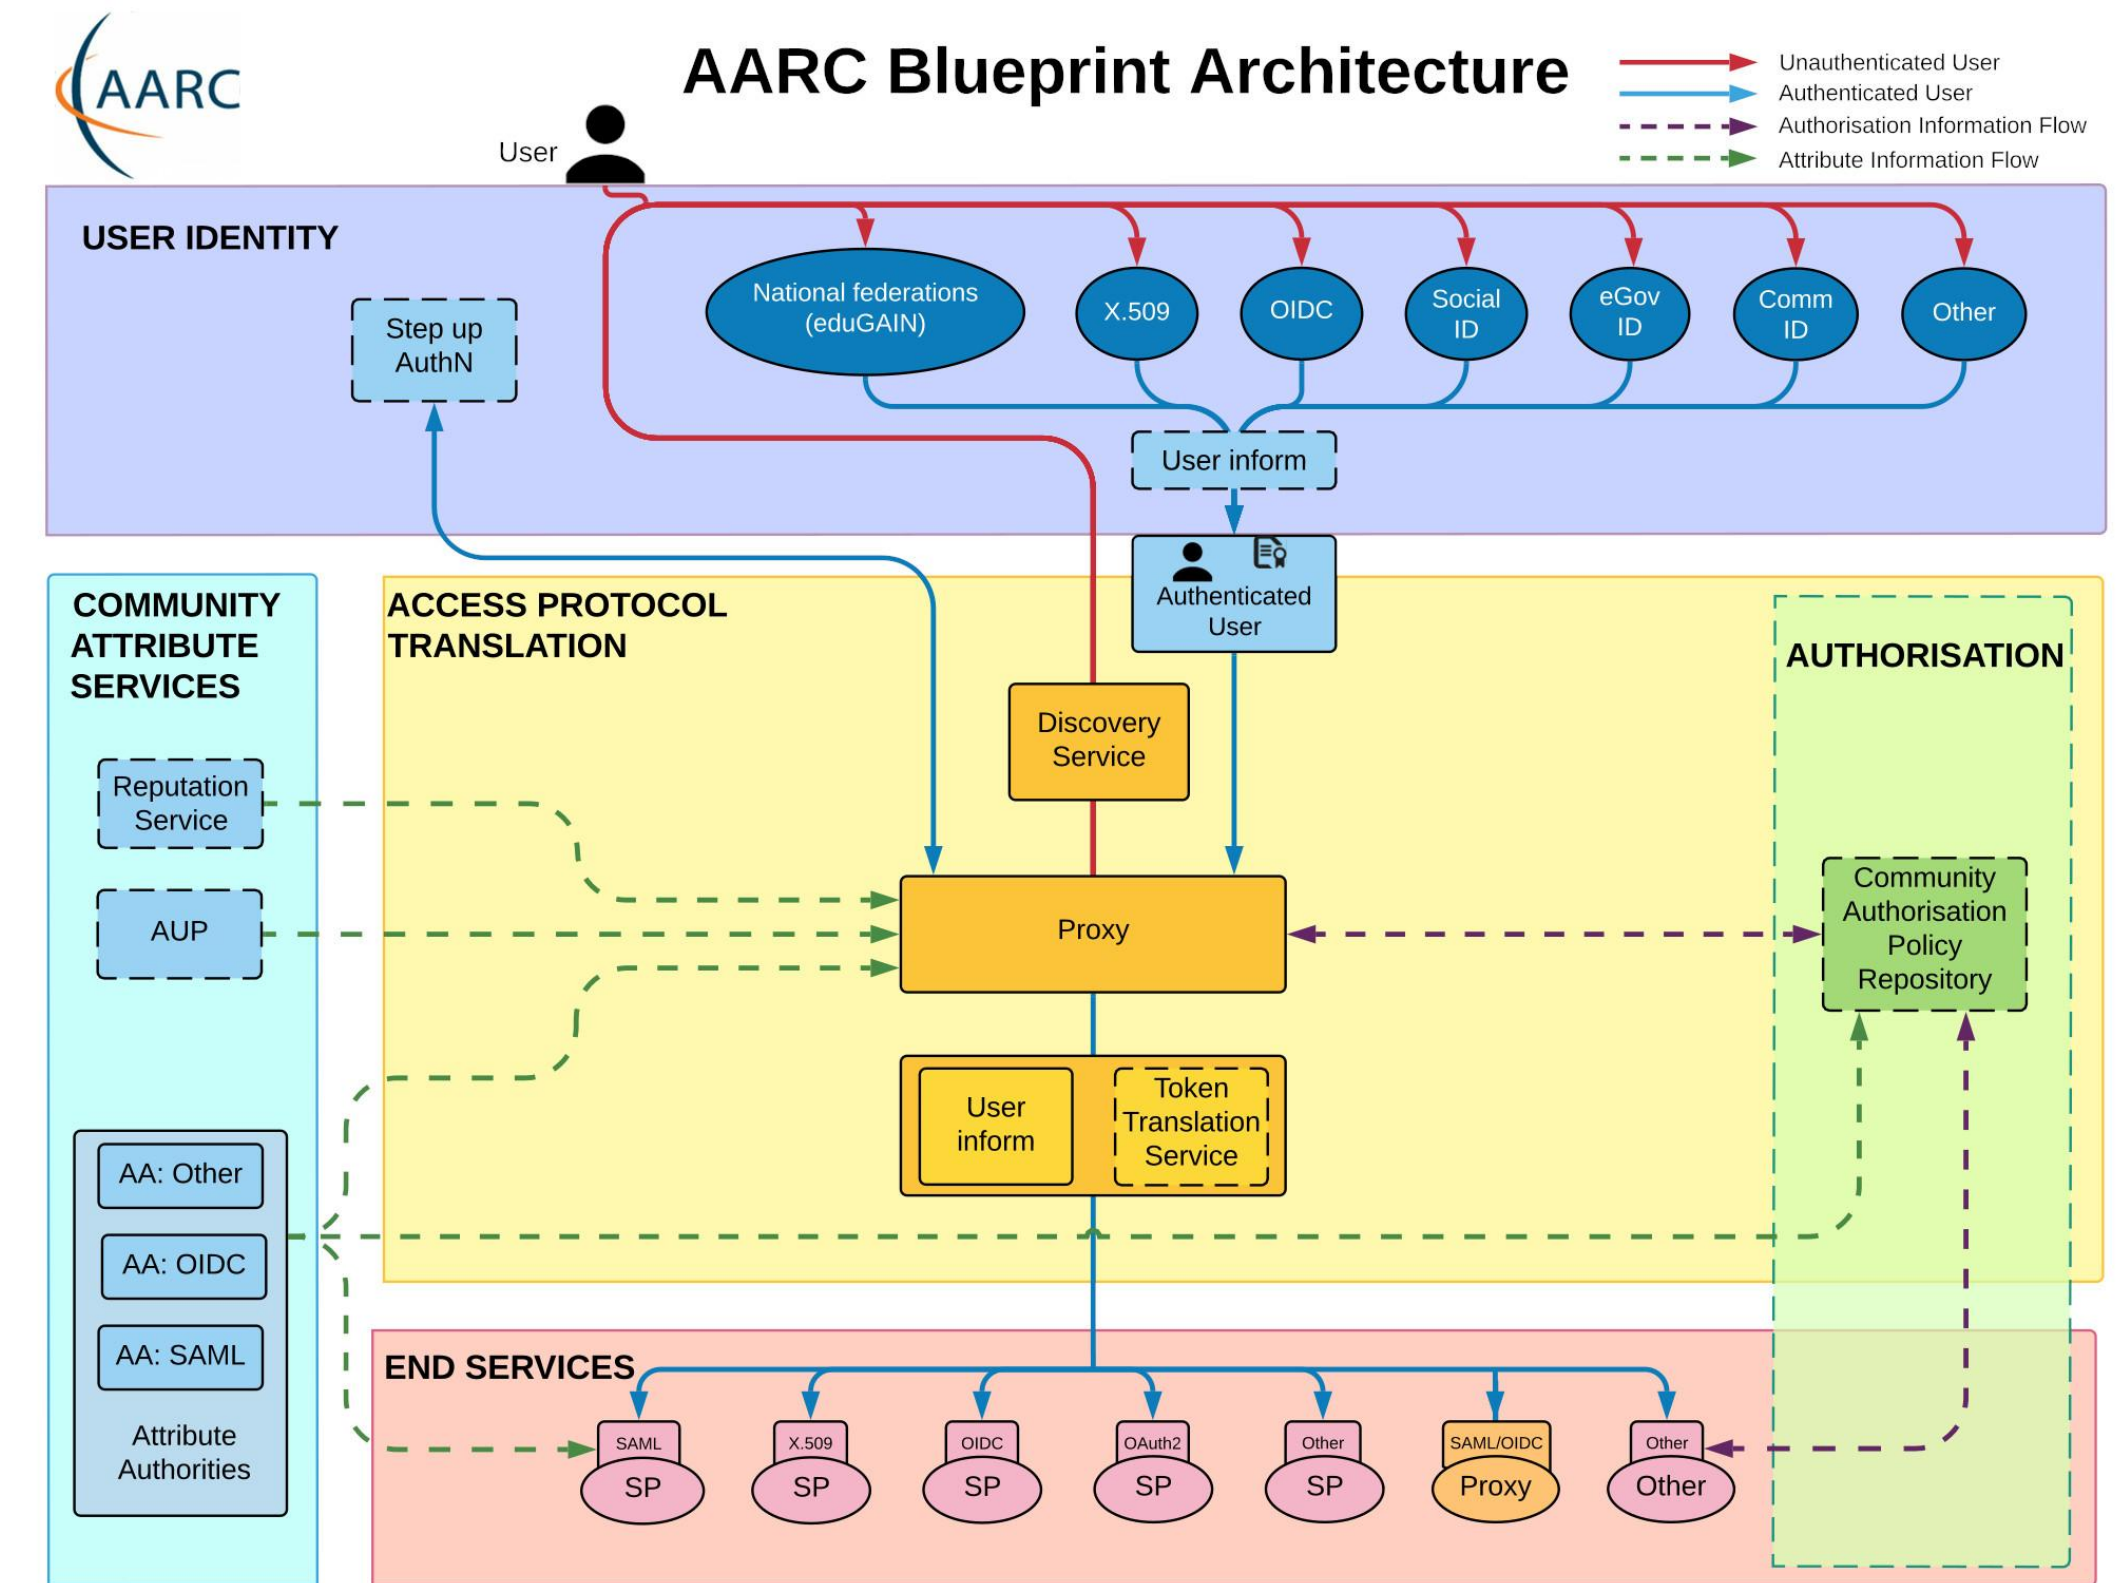 AARC
AARC Blueprint Architecture
Unauthenticated User
Authenticated User
Authorisation Information Flow
Attribute Information Flow
User
USER IDENTITY
Step up
AuthN
National federations
(eduGAIN)
X.509
OIDC
Social
ID
eGov
ID
Comm
ID
Other
User inform
Authenticated
User
COMMUNITY
ATTRIBUTE
SERVICES
ACCESS PROTOCOL
TRANSLATION
AUTHORISATION
Discovery
Service
Reputation
Service
AUP
Proxy
Community
Authorisation
Policy
Repository
User
inform
Token
Translation
Service
AA: Other
AA: OIDC
AA: SAML
Attribute
Authorities
END SERVICES
SAML
SP
X.509
SP
OIDC
SP
OAuth2
SP
Other
SP
SAML/OIDC
Proxy
Other
Other